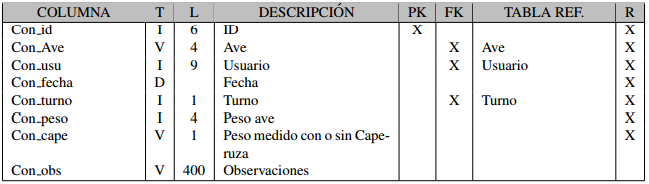 COLUMNA T L DESCRIPCIÓN PK FK TABLA REF. R
Con_id I 6 ID X X
Con_Ave V 4 Ave X Ave X
Con_usu I 9 Usuario X Usuario X
Con_fecha D Fecha X
Con_turno I 1 Turno X Turno X
Con_peso I 4 Peso ave X
Con_cape V 1 Peso medido con o sin Cape- X
ruza
Con_obs V 400 Observaciones